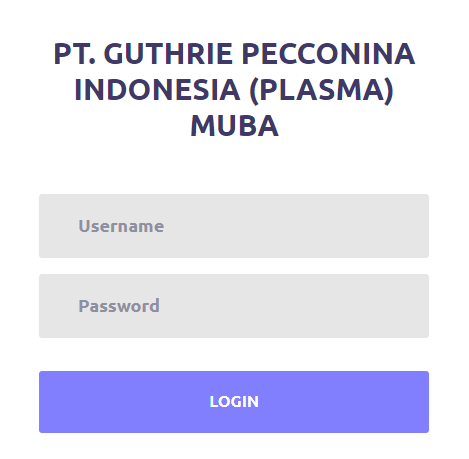 PT. GUTHRIE PECCONINA
INDONESIA (PLASMA)
MUBA
Username
Password
LOGIN